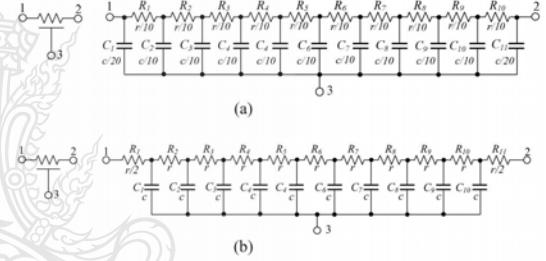 1 2 1 R1 R2 R3 R4 R5 R6 R7 R8 R9 R10 2
r/10 r/10 r/10 r/10 r/10 r/10 r/10 r/10 r/10 r/10
3 C1 C2 C3 C4 C4 C6 C7 C8 C9 C10 C11
c/20 c/10 c/10 c/10 c/10 c/10 c/10 c/10 c/10 c/10 c/20
3
(a)
1 2 1 R1 R2 R3 R4 R5 R6 R7 R8 R9 R10 R11 2
r/2 r r r r r r r r r r/2
3 C1 C2 C3 C4 C4 C6 C7 C8 C9 C10
c c c c c c c c c c
3
(b)